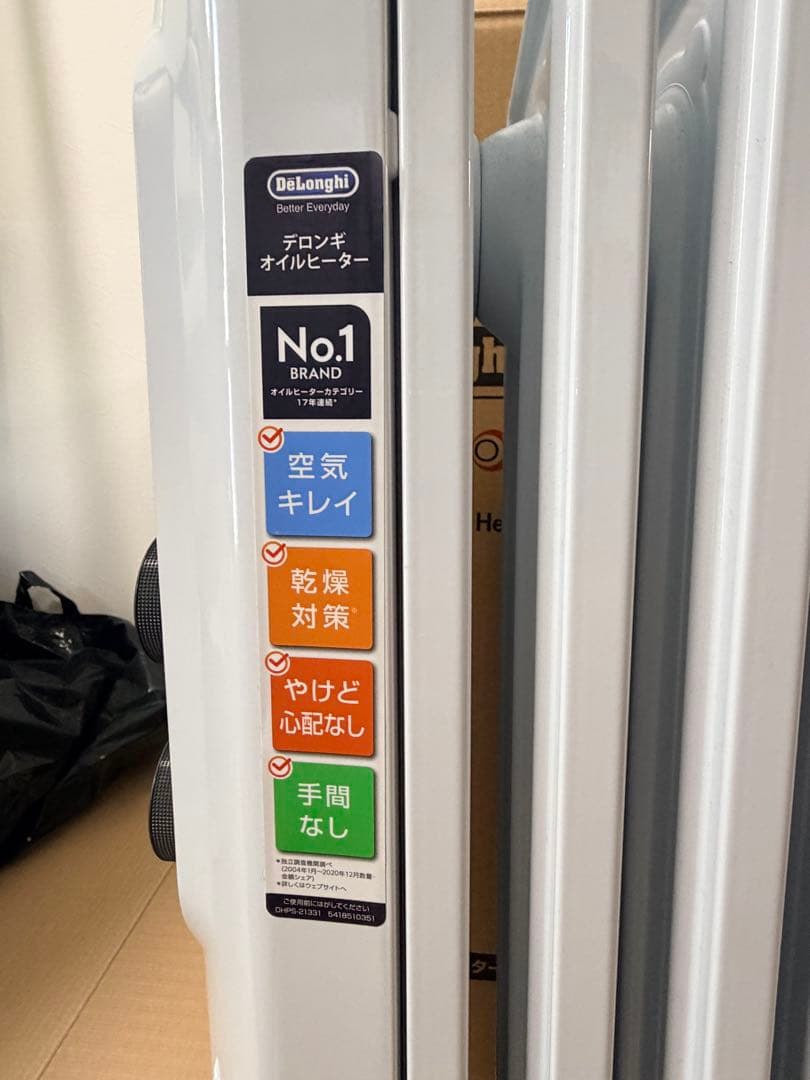 DeLonghi
Better Everyday
デロンギ
オイルヒーター
No.1
BRAND
オイルヒーターカテゴリー
17年連続*
空気
キレイ
乾燥
対策※
やけど
心配なし
手間
なし
*独立調査機関調べ
(2004年1月～2020年12月数量・
金額シェア)
*詳しくはウェブサイトへ
ご使用前にはがしてください
OHPS-21331 5418510351
gh
He
ター